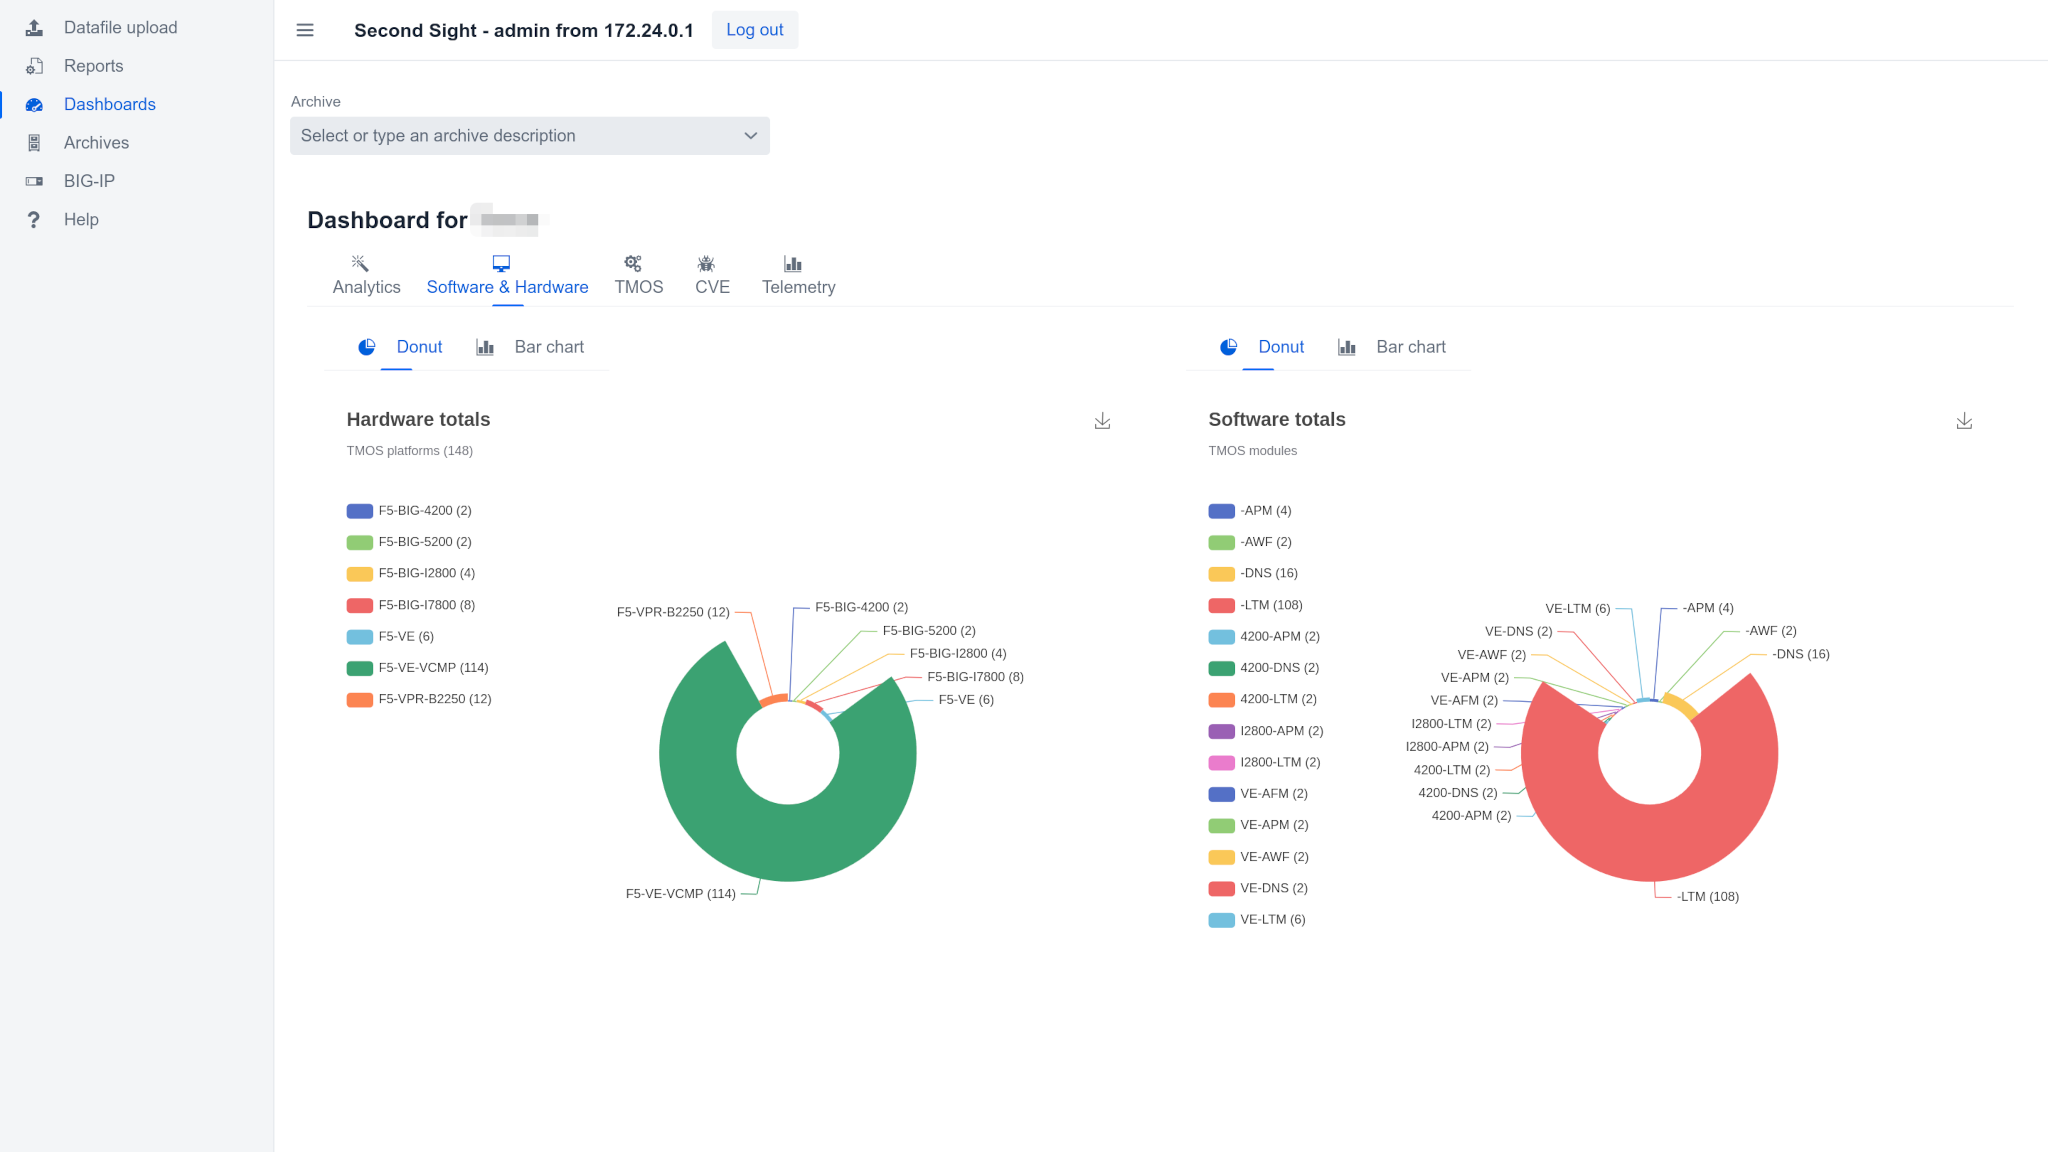 Datafile upload
Reports
Dashboards
Archives
BIG-IP
Help
Second Sight - admin from 172.24.0.1
Log out
Archive
Select or type an archive description
Dashboard for
Analytics
Software & Hardware
TMOS
CVE
Telemetry
Donut
Bar chart
Hardware totals
TMOS platforms (148)
F5-BIG-4200 (2)
F5-BIG-5200 (2)
F5-BIG-I2800 (4)
F5-BIG-I7800 (8)
F5-VE (6)
F5-VE-VCMP (114)
F5-VPR-B2250 (12)
F5-VPR-B2250 (12)
F5-BIG-4200 (2)
F5-BIG-5200 (2)
F5-BIG-I2800 (4)
F5-BIG-I7800 (8)
F5-VE (6)
F5-VE-VCMP (114)
Donut
Bar chart
Software totals
TMOS modules
-APM (4)
-AWF (2)
-DNS (16)
-LTM (108)
4200-APM (2)
4200-DNS (2)
4200-LTM (2)
I2800-APM (2)
I2800-LTM (2)
VE-AFM (2)
VE-APM (2)
VE-AWF (2)
VE-DNS (2)
VE-LTM (6)
VE-LTM (6)
VE-DNS (2)
VE-AWF (2)
VE-APM (2)
VE-AFM (2)
I2800-LTM (2)
I2800-APM (2)
4200-LTM (2)
4200-DNS (2)
4200-APM (2)
-APM (4)
-AWF (2)
-DNS (16)
-LTM (108)